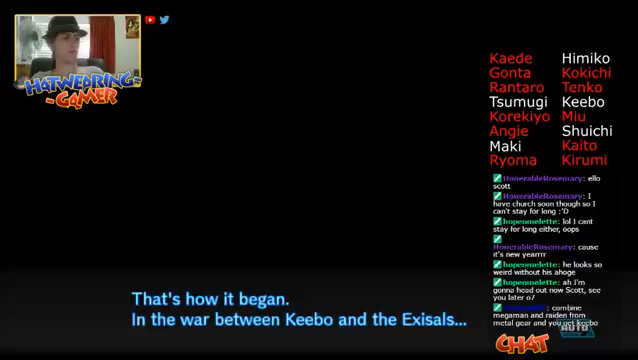 HATWEARING
GAMER
Kaede Himiko
Gonta Kokichi
Rantaro Tenko
Tsumugi Keebo
Korekiyo Miu
Angie Shuichi
Maki Kaito
Ryoma Kirumi
HonorableRosemary: ello
scott
HonorableRosemary: I
have church soon though so I
can't stay for long :'D
hopeomelette: lol I cant
stay for long either, oops
HonorableRosemary:
cause
it's new yearrrr
hopeomelette: he looks so
weird without his ahoge
hopeomelette: ah I'm
gonna head out now Scott, see
you later o7
combine
megaman and raiden from
metal gear and you get keebo
That's how it began.
In the war between Keebo and the Exisals...
AUTO
CHAT